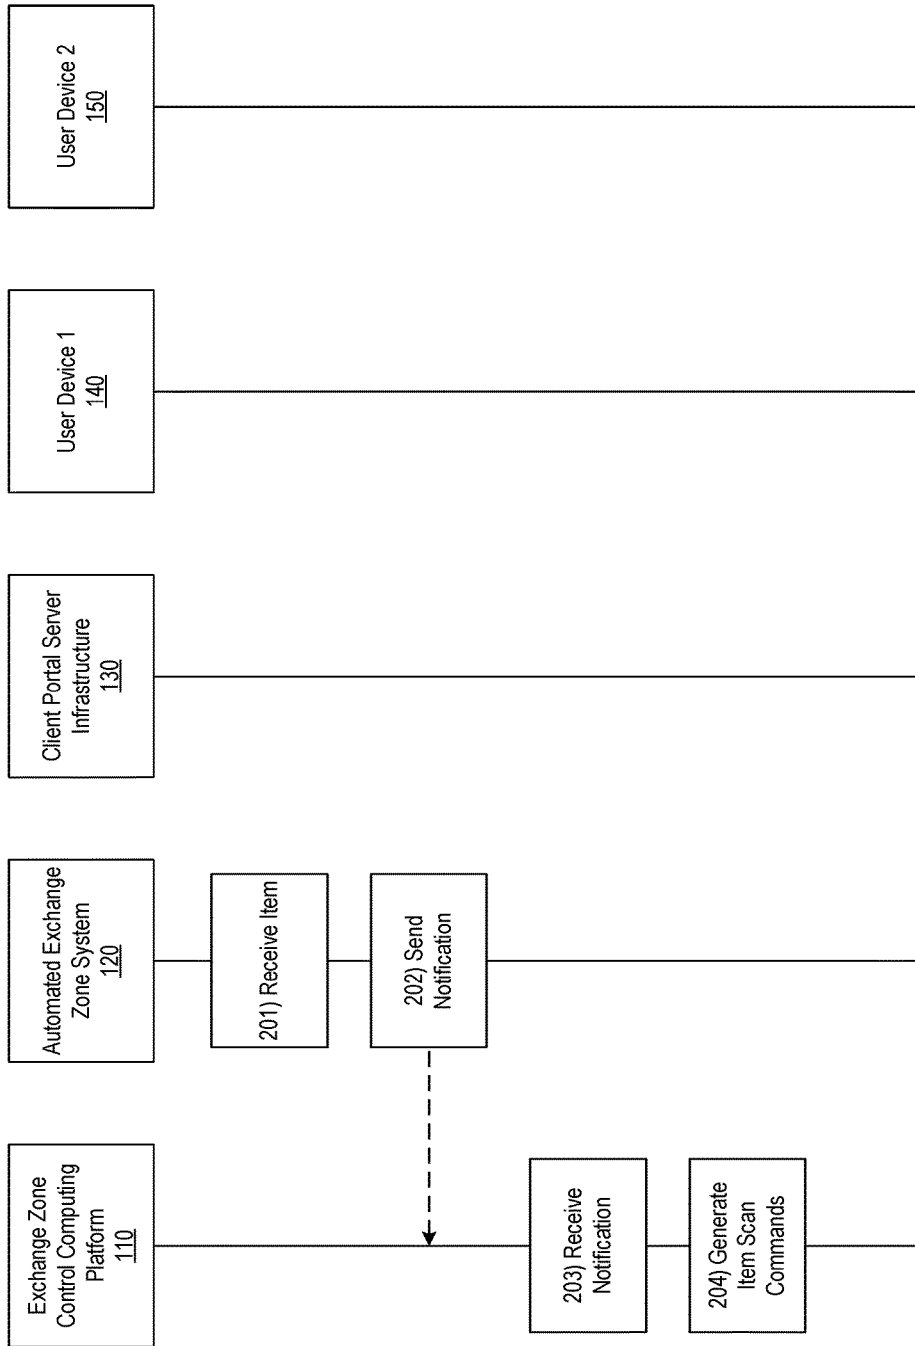 Exchange Zone
Control Computing
Platform
110
Automated Exchange
Zone System
120
Client Portal Server
Infrastructure
130
User Device 1
140
User Device 2
150
201) Receive Item
202) Send
Notification
203) Receive
Notification
204) Generate
Item Scan
Commands